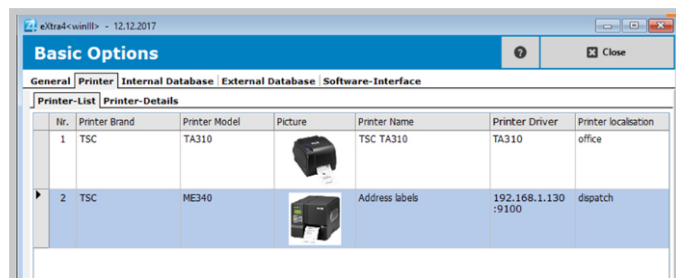 eXtra4<winIII> - 12.12.2017
Basic Options
Close
General Printer Internal Database External Database Software-Interface
Printer-List Printer-Details
Nr. Printer Brand Printer Model Picture Printer Name Printer Driver Printer localisation
1 TSC TA310 TSC TA310 TA310 office
2 TSC ME340 Address labels 192.168.1.130
:9100 dispatch